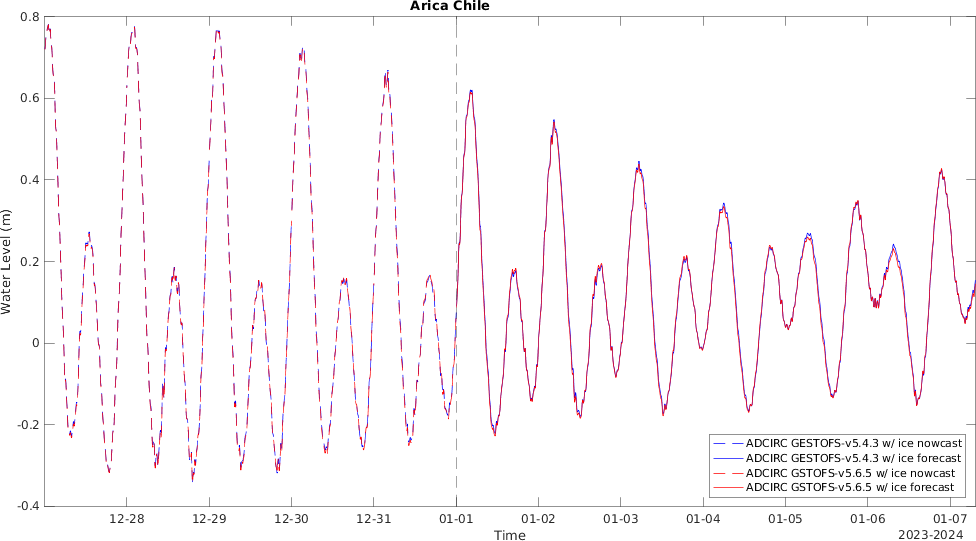 Arica Chile
Water Level (m)
0.8
0.6
0.4
0.2
0
-0.2
-0.4
12-28
12-29
12-30
12-31
01-01
01-02
01-03
01-04
01-05
01-06
01-07
Time
2023-2024
ADCIRC GESTOFS-v5.4.3 w/ ice nowcast
ADCIRC GESTOFS-v5.4.3 w/ ice forecast
ADCIRC GSTOFS-v5.6.5 w/ ice nowcast
ADCIRC GSTOFS-v5.6.5 w/ ice forecast